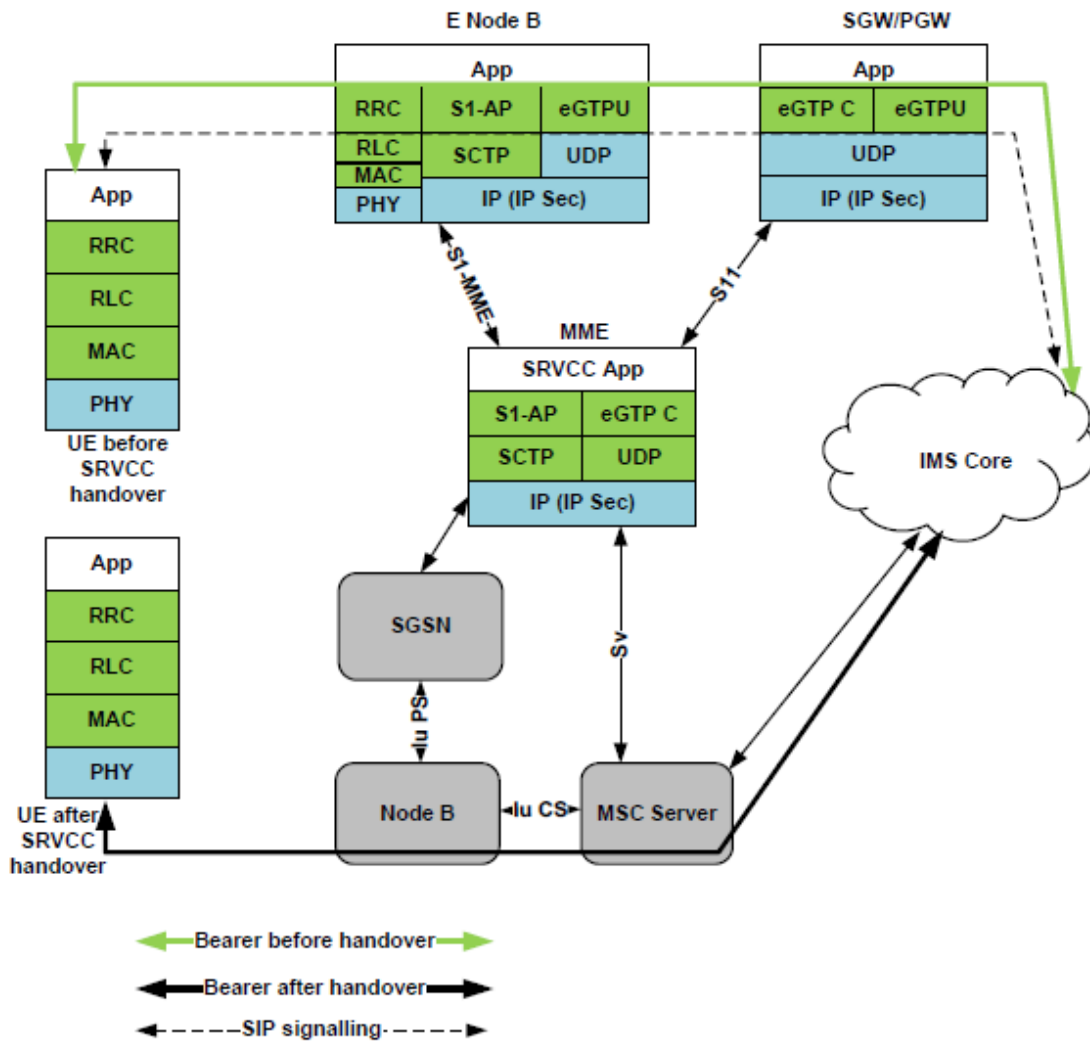 E Node B
SGW/PGW
App
App
RRC
S1-AP
eGTPU
eGTP C
eGTPU
RLC
SCTP
UDP
UDP
MAC
PHY
IP (IP Sec)
IP (IP Sec)
App
RRC
RLC
MAC
PHY
UE before
SRVCC
handover
S1-MME
S11
MME
SRVCC App
S1-AP
eGTP C
SCTP
UDP
IP (IP Sec)
IMS Core
App
RRC
RLC
MAC
PHY
UE after
SRVCC
handover
SGSN
Iu PS
Sv
Node B
Iu CS
MSC Server
Bearer before handover
Bearer after handover
SIP signalling